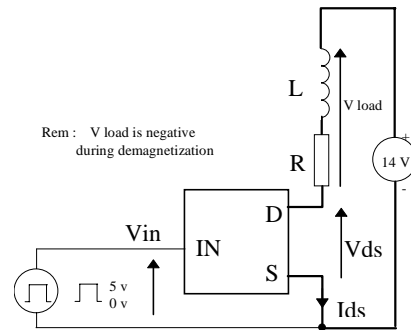 L
V load
+
14 V
-
Rem : V load is negative
during demagnetization
R
D
Vin
IN
Vds
S
5 v
0 v
Ids